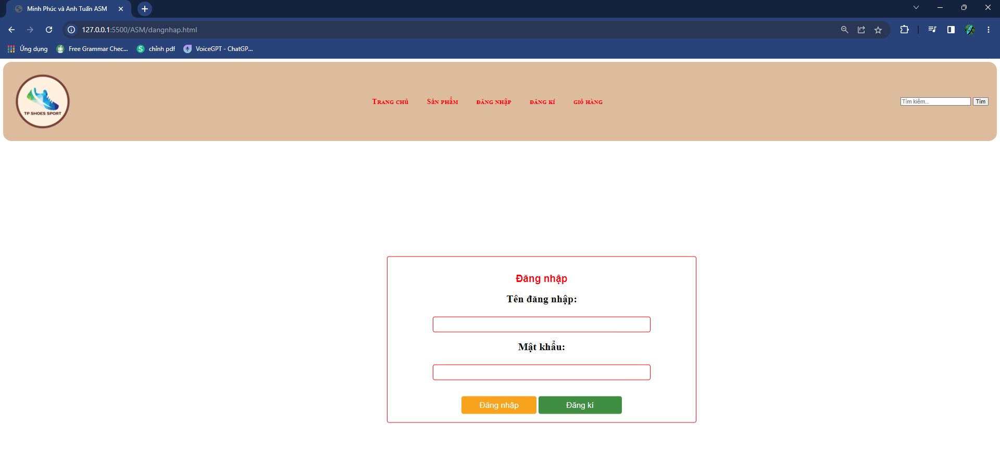 Minh Phúc và Anh Tuấn ASM
127.0.0.1:5500/ASM/dangnhap.html
Ứng dụng
Free Grammar Chec...
chỉnh pdf
VoiceGPT - ChatGP...
TP SHOES SPORT
Trang chủ
Sản phẩm
đăng nhập
đăng kí
giỏ hàng
Tìm kiếm...
Tìm
Đăng nhập
Tên đăng nhập:
Mật khẩu:
Đăng nhập
Đăng kí